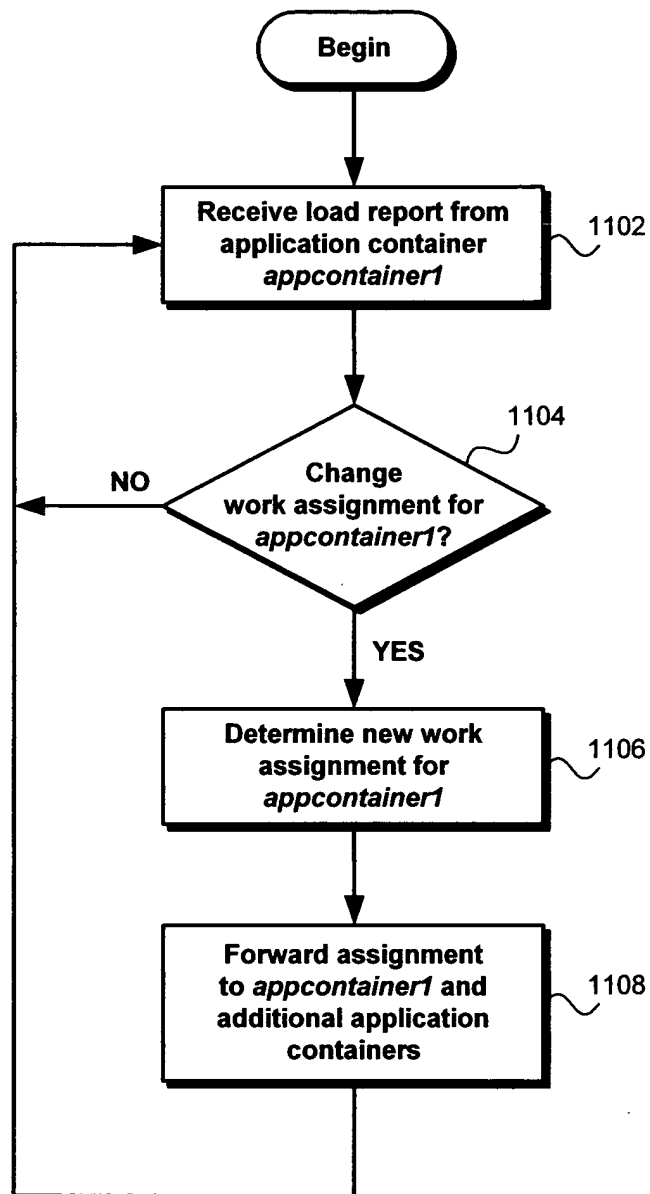 Begin
Receive load report from
application container
appcontainer1
1102
1104
Change
work assignment for
appcontainer1?
NO
YES
Determine new work
assignment for
appcontainer1
1106
Forward assignment
to appcontainer1 and
additional application
containers
1108